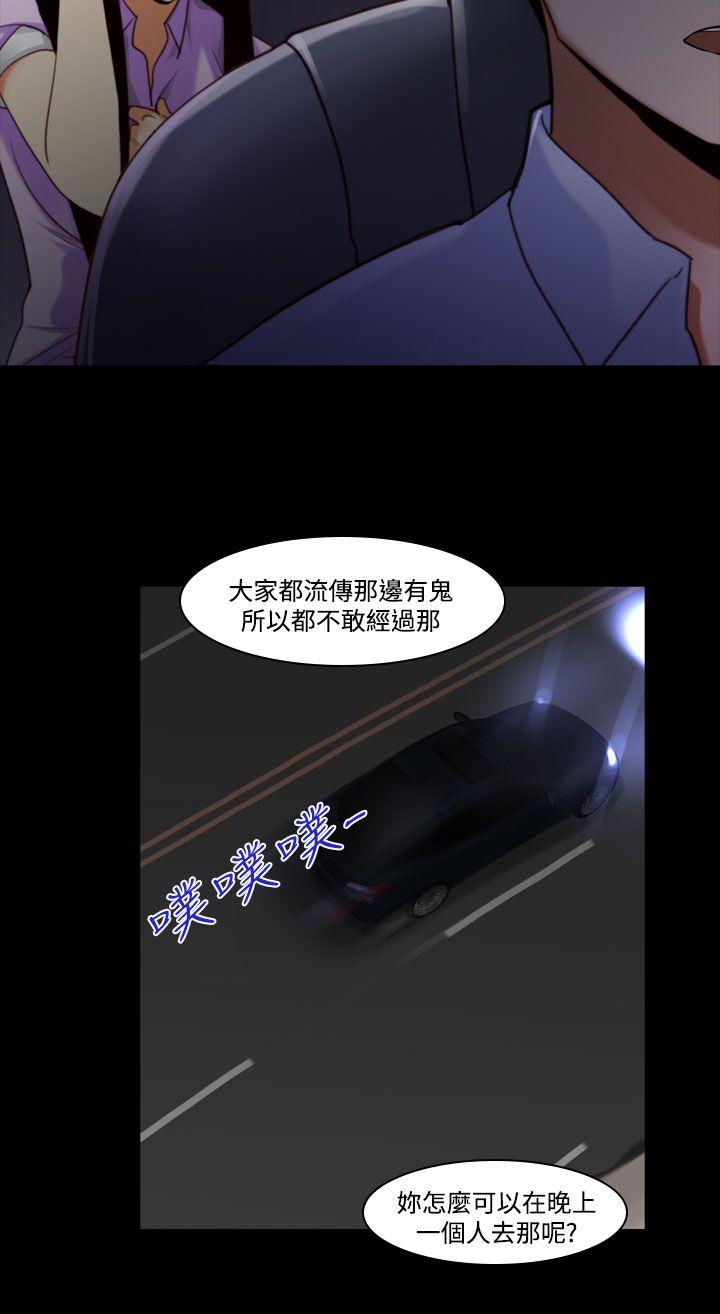 大家都流傳那邊有鬼
所以都不敢經過那
噗噗噗~
妳怎麼可以在晚上
一個人去那呢?